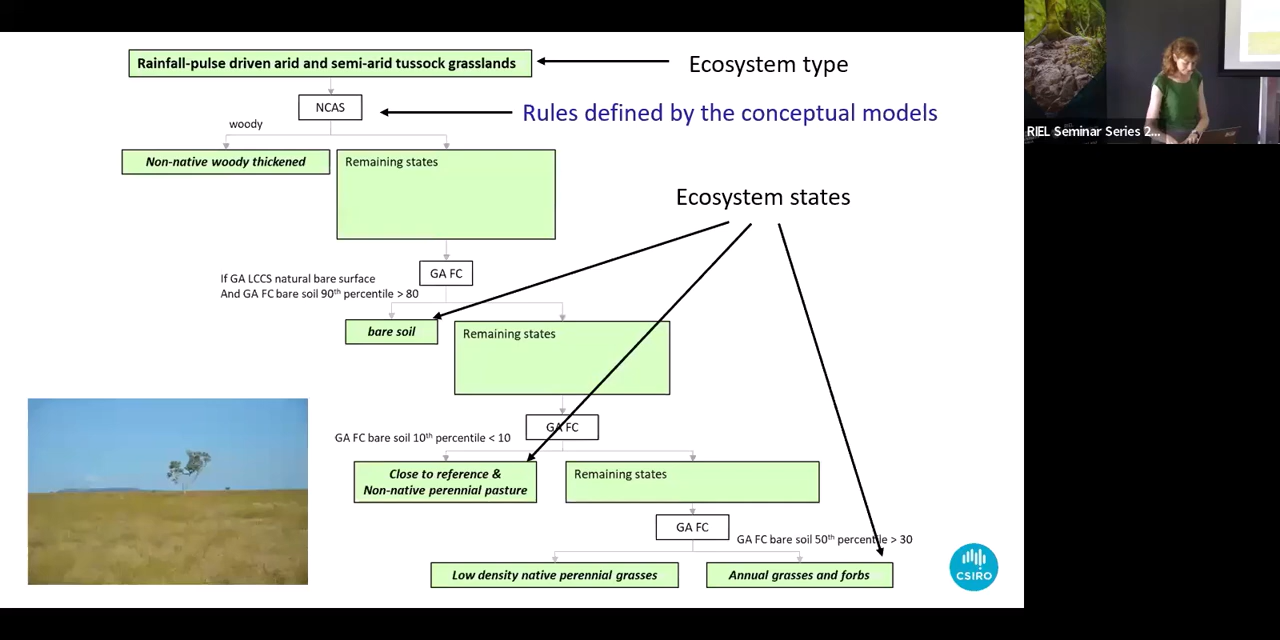 Rainfall-pulse driven arid and semi-arid tussock grasslands
Ecosystem type
NCAS
Rules defined by the conceptual models
woody
Non-native woody thickened
Remaining states
Ecosystem states
If GA LCCS natural bare surface
And GA FC bare soil 90th percentile > 80
GA FC
bare soil
Remaining states
GA FC bare soil 10th percentile < 10
GA FC
Close to reference &
Non-native perennial pasture
Remaining states
GA FC
GA FC bare soil 50th percentile > 30
Low density native perennial grasses
Annual grasses and forbs
CSIRO
RIEL Seminar Series 2...